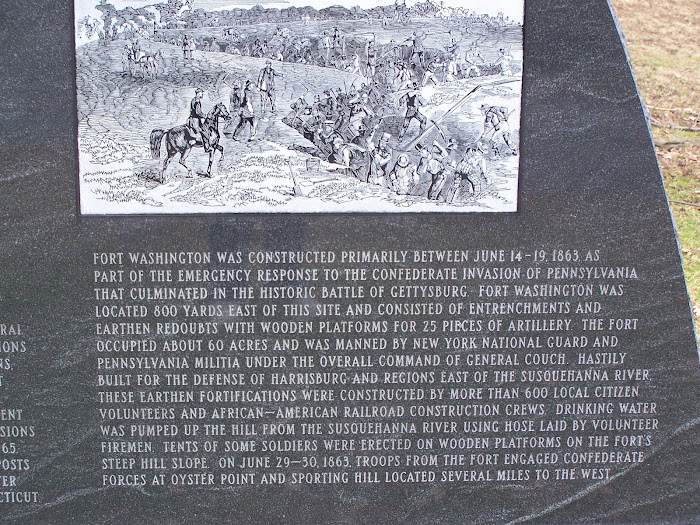 FORT WASHINGTON WAS CONSTRUCTED PRIMARILY BETWEEN JUNE 14-19, 1863, AS
PART OF THE EMERGENCY RESPONSE TO THE CONFEDERATE INVASION OF PENNSYLVANIA
THAT CULMINATED IN THE HISTORIC BATTLE OF GETTYSBURG. FORT WASHINGTON WAS
LOCATED 800 YARDS EAST OF THIS SITE AND CONSISTED OF ENTRENCHMENTS AND
EARTHEN REDOUBTS WITH WOODEN PLATFORMS FOR 25 PIECES OF ARTILLERY. THE FORT
OCCUPIED ABOUT 60 ACRES AND WAS MANNED BY NEW YORK NATIONAL GUARD AND
PENNSYLVANIA MILITIA UNDER THE OVERALL COMMAND OF GENERAL COUCH. HASTILY
BUILT FOR THE DEFENSE OF HARRISBURG AND REGIONS EAST OF THE SUSQUEHANNA RIVER,
THESE EARTHEN FORTIFICATIONS WERE CONSTRUCTED BY MORE THAN 600 LOCAL CITIZEN
VOLUNTEERS AND AFRICAN-AMERICAN RAILROAD CONSTRUCTION CREWS. DRINKING WATER
WAS PUMPED UP THE HILL FROM THE SUSQUEHANNA RIVER USING HOSE LAID BY VOLUNTEER
FIREMEN. TENTS OF SOME SOLDIERS WERE ERECTED ON WOODEN PLATFORMS ON THE FORT'S
STEEP HILL SLOPE. ON JUNE 29-30, 1863, TROOPS FROM THE FORT ENGAGED CONFEDERATE
FORCES AT OYSTER POINT AND SPORTING HILL LOCATED SEVERAL MILES TO THE WEST.